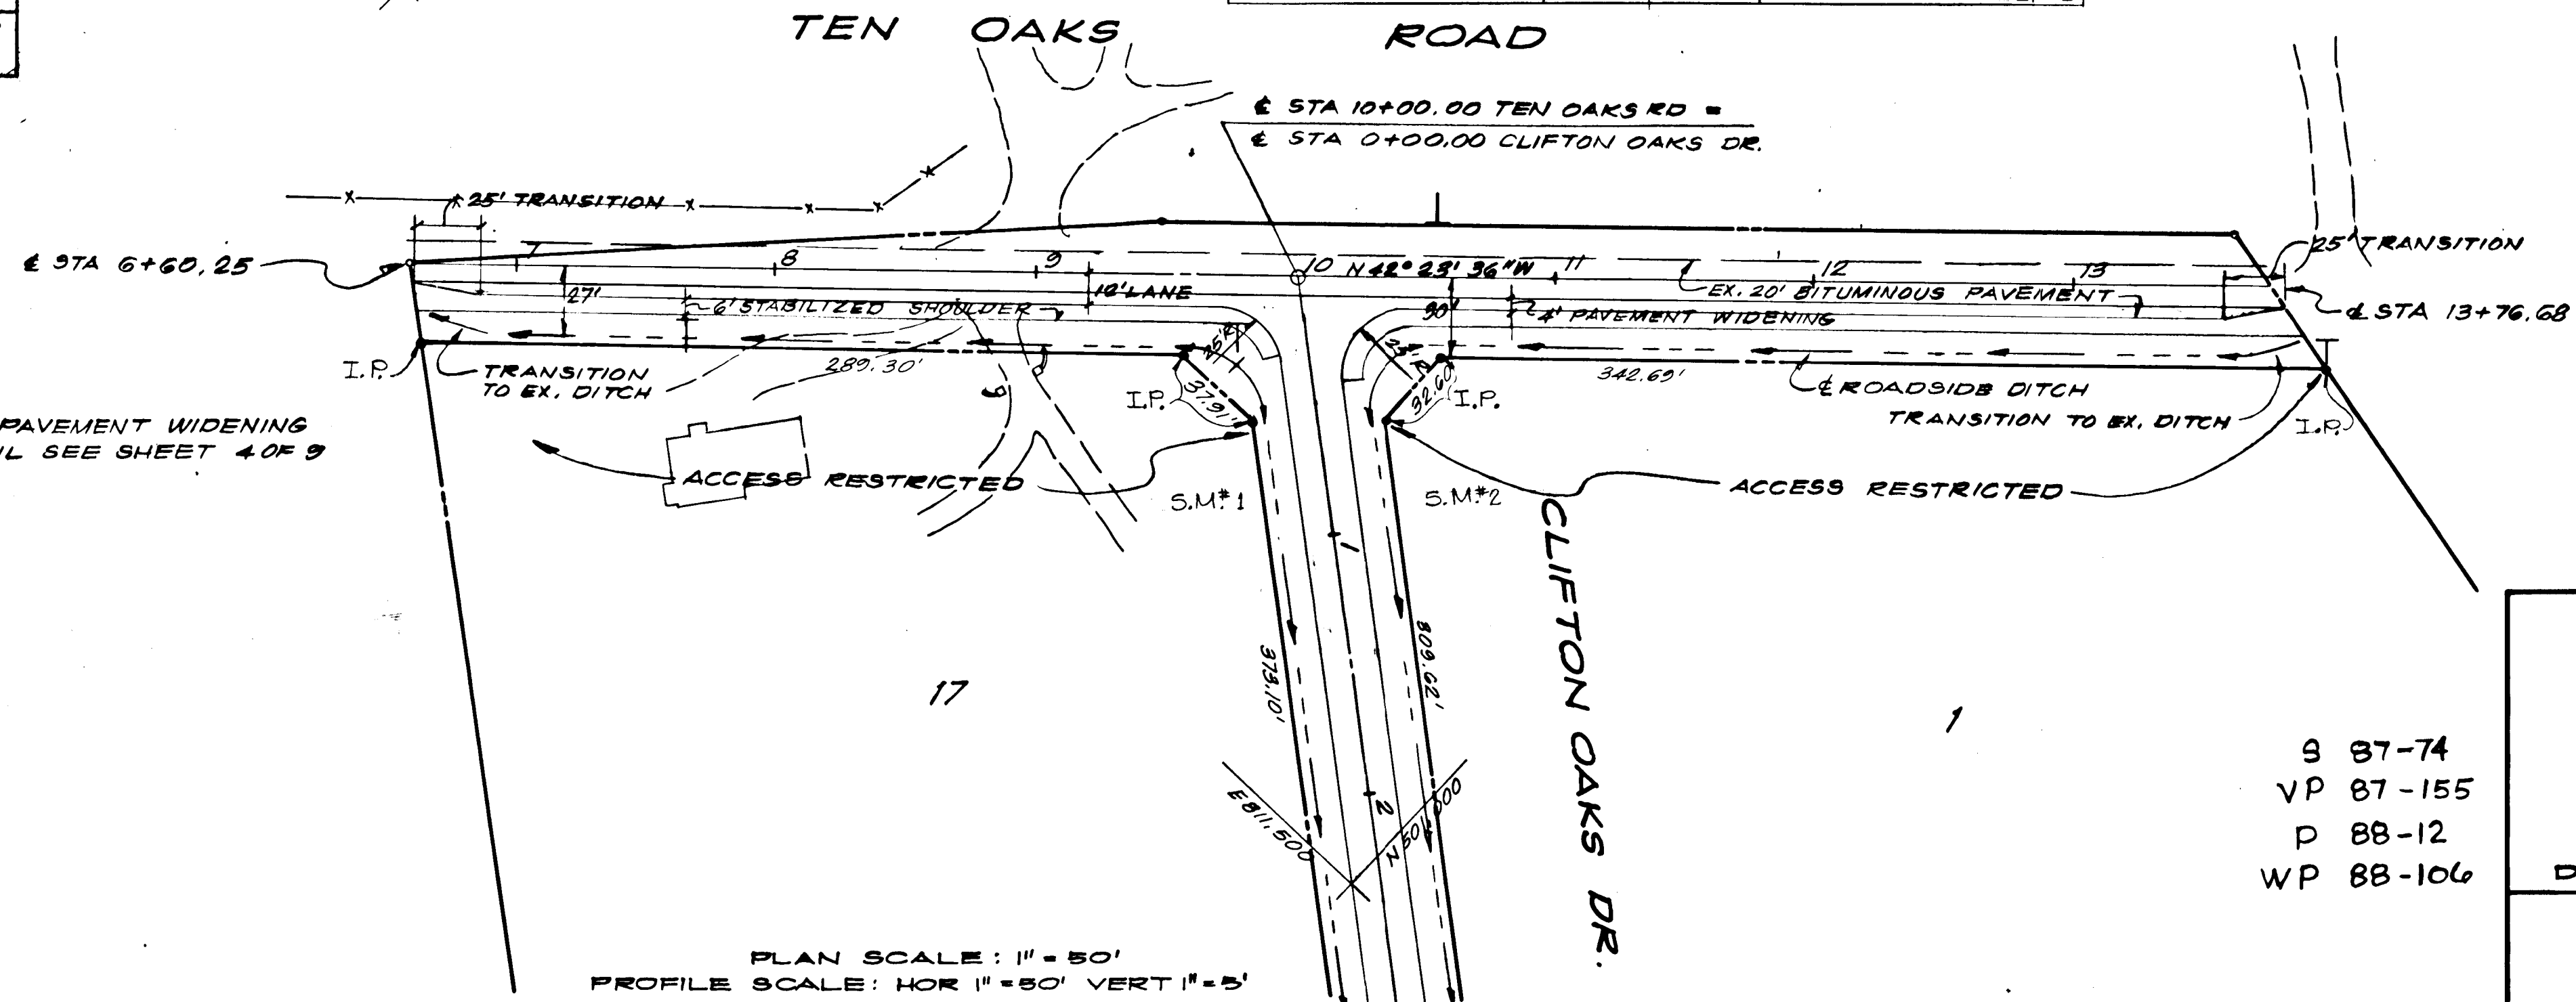 TEN OAKS ROAD
℄ STA 10+00.00 TEN OAKS RD =
℄ STA 0+00.00 CLIFTON OAKS DR.
25' TRANSITION
25' TRANSITION
℄ STA 6+60.25
7
8
9
10
N 42° 23' 36" W
11
12
13
27'
12' LANE
30'
EX. 20' BITUMINOUS PAVEMENT
6' STABILIZED SHOULDER
4' PAVEMENT WIDENING
℄ STA 13+76.68
25' R
25' R
I.P.
TRANSITION
TO EX. DITCH
289.30'
I.P.
37.91'
32.60'
I.P.
342.69'
℄ ROADSIDE DITCH
TRANSITION TO EX. DITCH
I.P.
PAVEMENT WIDENING
IL SEE SHEET 4 OF 9
ACCESS RESTRICTED
S.M.#1
S.M.#2
ACCESS RESTRICTED
1
CLIFTON OAKS DR.
378.10'
809.62'
17
1
2
E 811,500
S 87-74
VP 87-155
P 88-12
WP 88-106
D
PLAN SCALE: 1" = 50'
PROFILE SCALE: HOR 1" = 50' VERT 1" = 5'